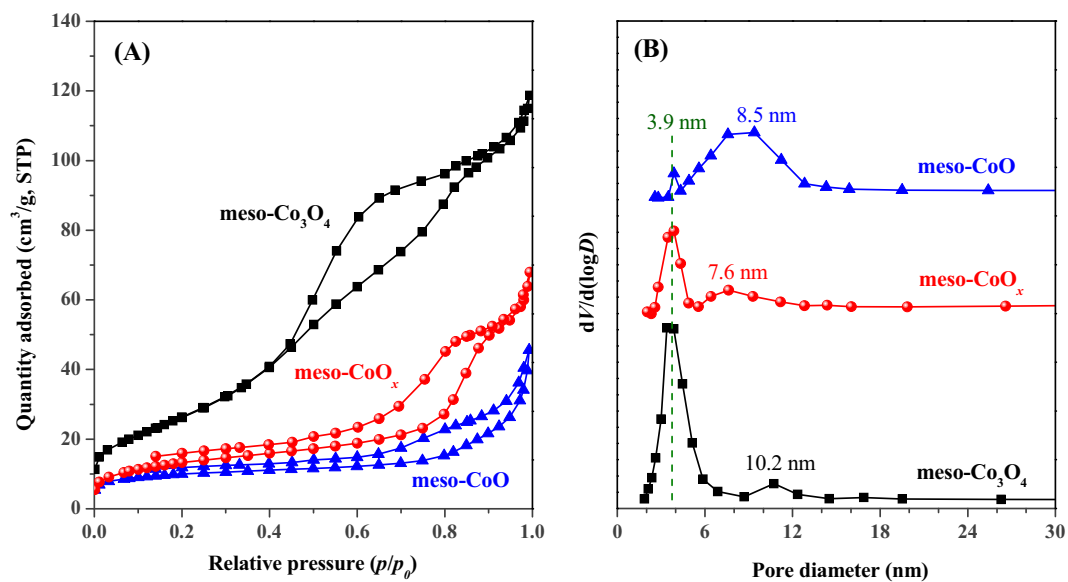 (A)
Quantity adsorbed (cm³/g, STP)
140
120
100
80
60
40
20
0
meso-Co₃O₄
meso-CoOₓ
meso-CoO
0.0 0.2 0.4 0.6 0.8 1.0
Relative pressure (p/p₀)
(B)
dV/d(logD)
3.9 nm
8.5 nm
meso-CoO
7.6 nm
meso-CoOₓ
10.2 nm
meso-Co₃O₄
0 6 12 18 24 30
Pore diameter (nm)